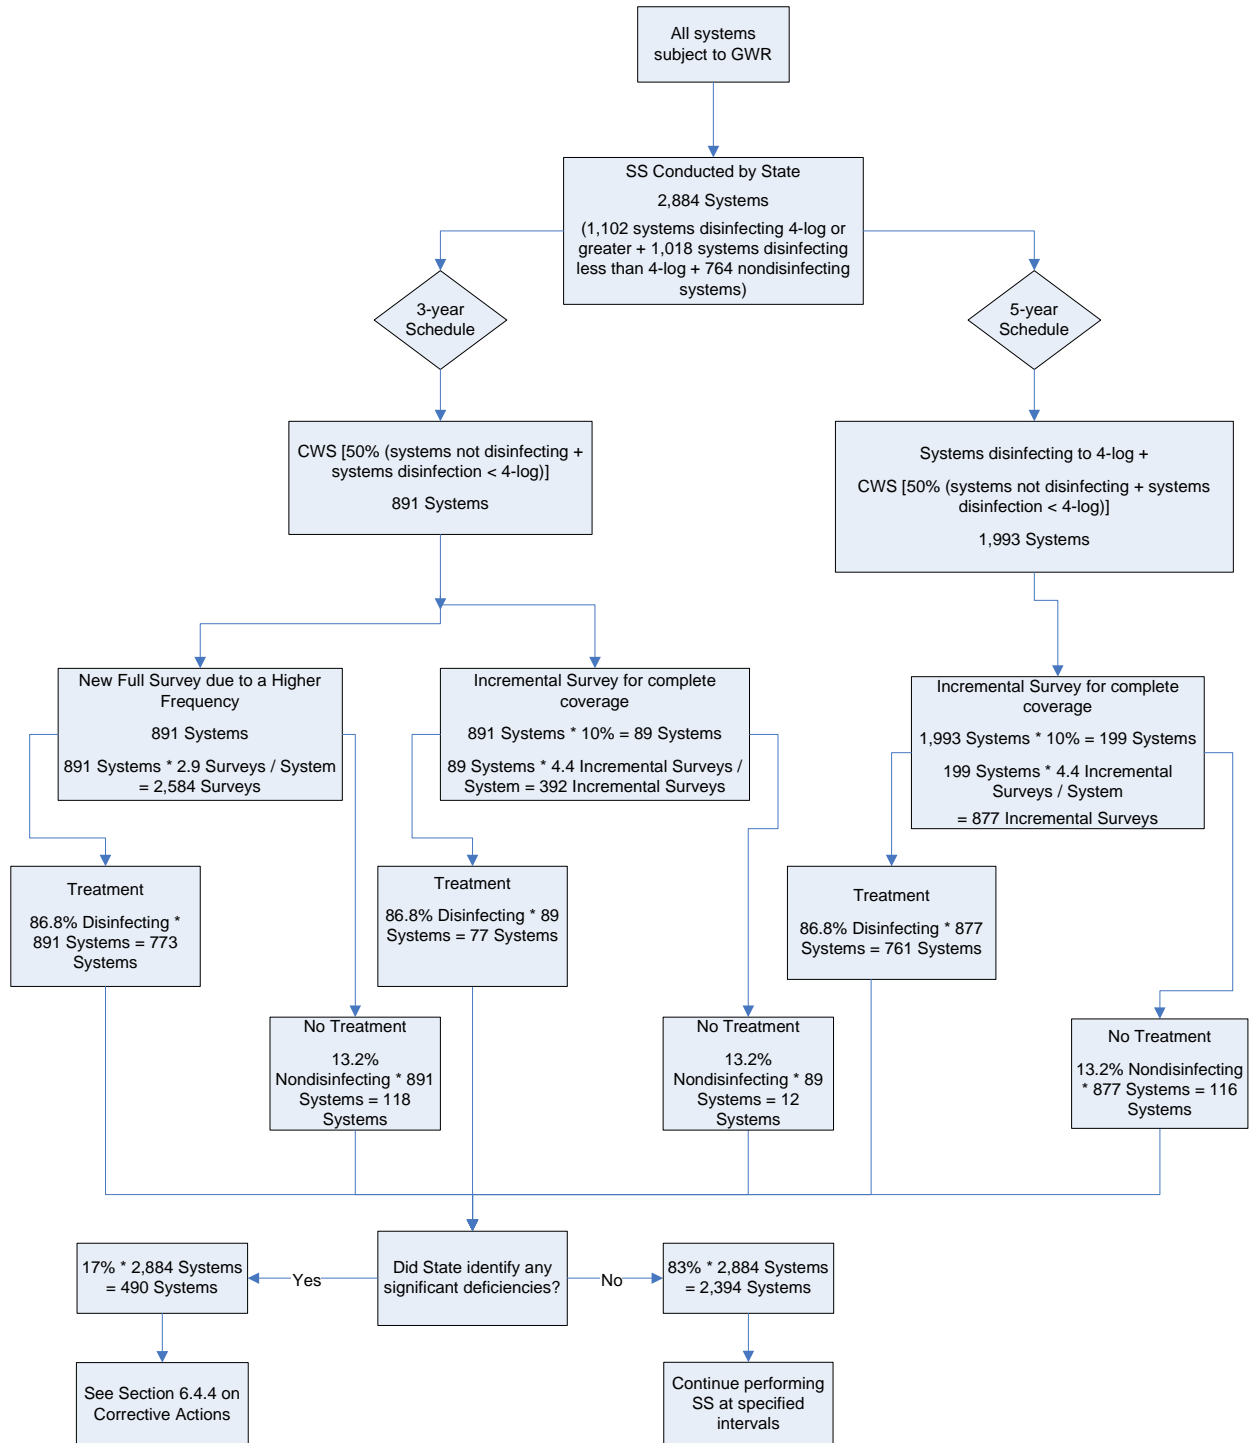 All systems
subject to GWR
SS Conducted by State
2,884 Systems
(1,102 systems disinfecting 4-log or
greater + 1,018 systems disinfecting
less than 4-log + 764 nondisinfecting
systems)
3-year
Schedule
5-year
Schedule
CWS [50% (systems not disinfecting +
systems disinfection < 4-log)]
891 Systems
Systems disinfecting to 4-log +
CWS [50% (systems not disinfecting + systems
disinfection < 4-log)]
1,993 Systems
New Full Survey due to a Higher
Frequency
891 Systems
891 Systems * 2.9 Surveys / System
= 2,584 Surveys
Incremental Survey for complete
coverage
891 Systems * 10% = 89 Systems
89 Systems * 4.4 Incremental Surveys /
System = 392 Incremental Surveys
Incremental Survey for complete
coverage
1,993 Systems * 10% = 199 Systems
199 Systems * 4.4 Incremental
Surveys / System
= 877 Incremental Surveys
Treatment
86.8% Disinfecting *
891 Systems = 773
Systems
Treatment
86.8% Disinfecting * 89
Systems = 77 Systems
Treatment
86.8% Disinfecting * 877
Systems = 761 Systems
No Treatment
13.2%
Nondisinfecting * 891
Systems = 118
Systems
No Treatment
13.2%
Nondisinfecting * 89
Systems = 12
Systems
No Treatment
13.2% Nondisinfecting
* 877 Systems = 116
Systems
17% * 2,884 Systems
= 490 Systems
Yes
Did State identify any
significant deficiencies?
No
83% * 2,884 Systems
= 2,394 Systems
See Section 6.4.4 on
Corrective Actions
Continue performing
SS at specified
intervals